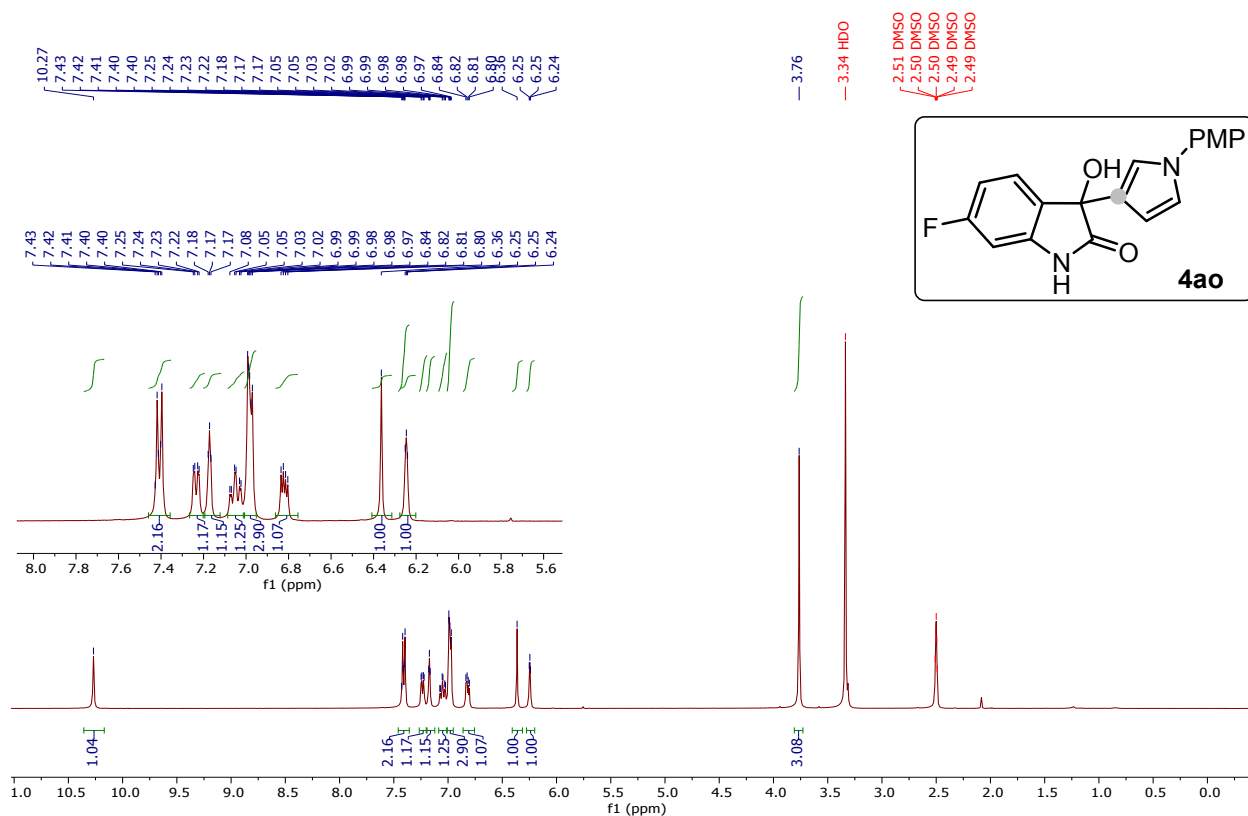 10.27 7.43 7.42 7.41 7.40 7.40 7.25 7.24 7.23 7.22 7.18 7.17 7.17 7.05 7.05 7.03 7.02 6.99 6.99 6.98 6.98 6.97 6.84 6.82 6.81 6.80 6.36 6.25 6.25 6.24
3.76
3.34 HDO
2.51 DMSO
2.50 DMSO
2.50 DMSO
2.49 DMSO
2.49 DMSO
PMP
OH
N
F
N
H
O
4ao
7.43 7.42 7.41 7.40 7.40 7.25 7.24 7.23 7.22 7.18 7.17 7.17 7.08 7.05 7.05 7.03 7.02 6.99 6.99 6.98 6.98 6.97 6.84 6.82 6.81 6.80 6.36 6.25 6.25 6.24
2.16 1.17 1.15 1.25 2.90 1.07 1.00 1.00
8.0 7.8 7.6 7.4 7.2 7.0 6.8 6.6 6.4 6.2 6.0 5.8 5.6
f1 (ppm)
1.04 2.16 1.17 1.15 1.25 2.90 1.07 1.00 1.00 3.08
1.0 10.5 10.0 9.5 9.0 8.5 8.0 7.5 7.0 6.5 6.0 5.5 5.0 4.5 4.0 3.5 3.0 2.5 2.0 1.5 1.0 0.5 0.0
f1 (ppm)